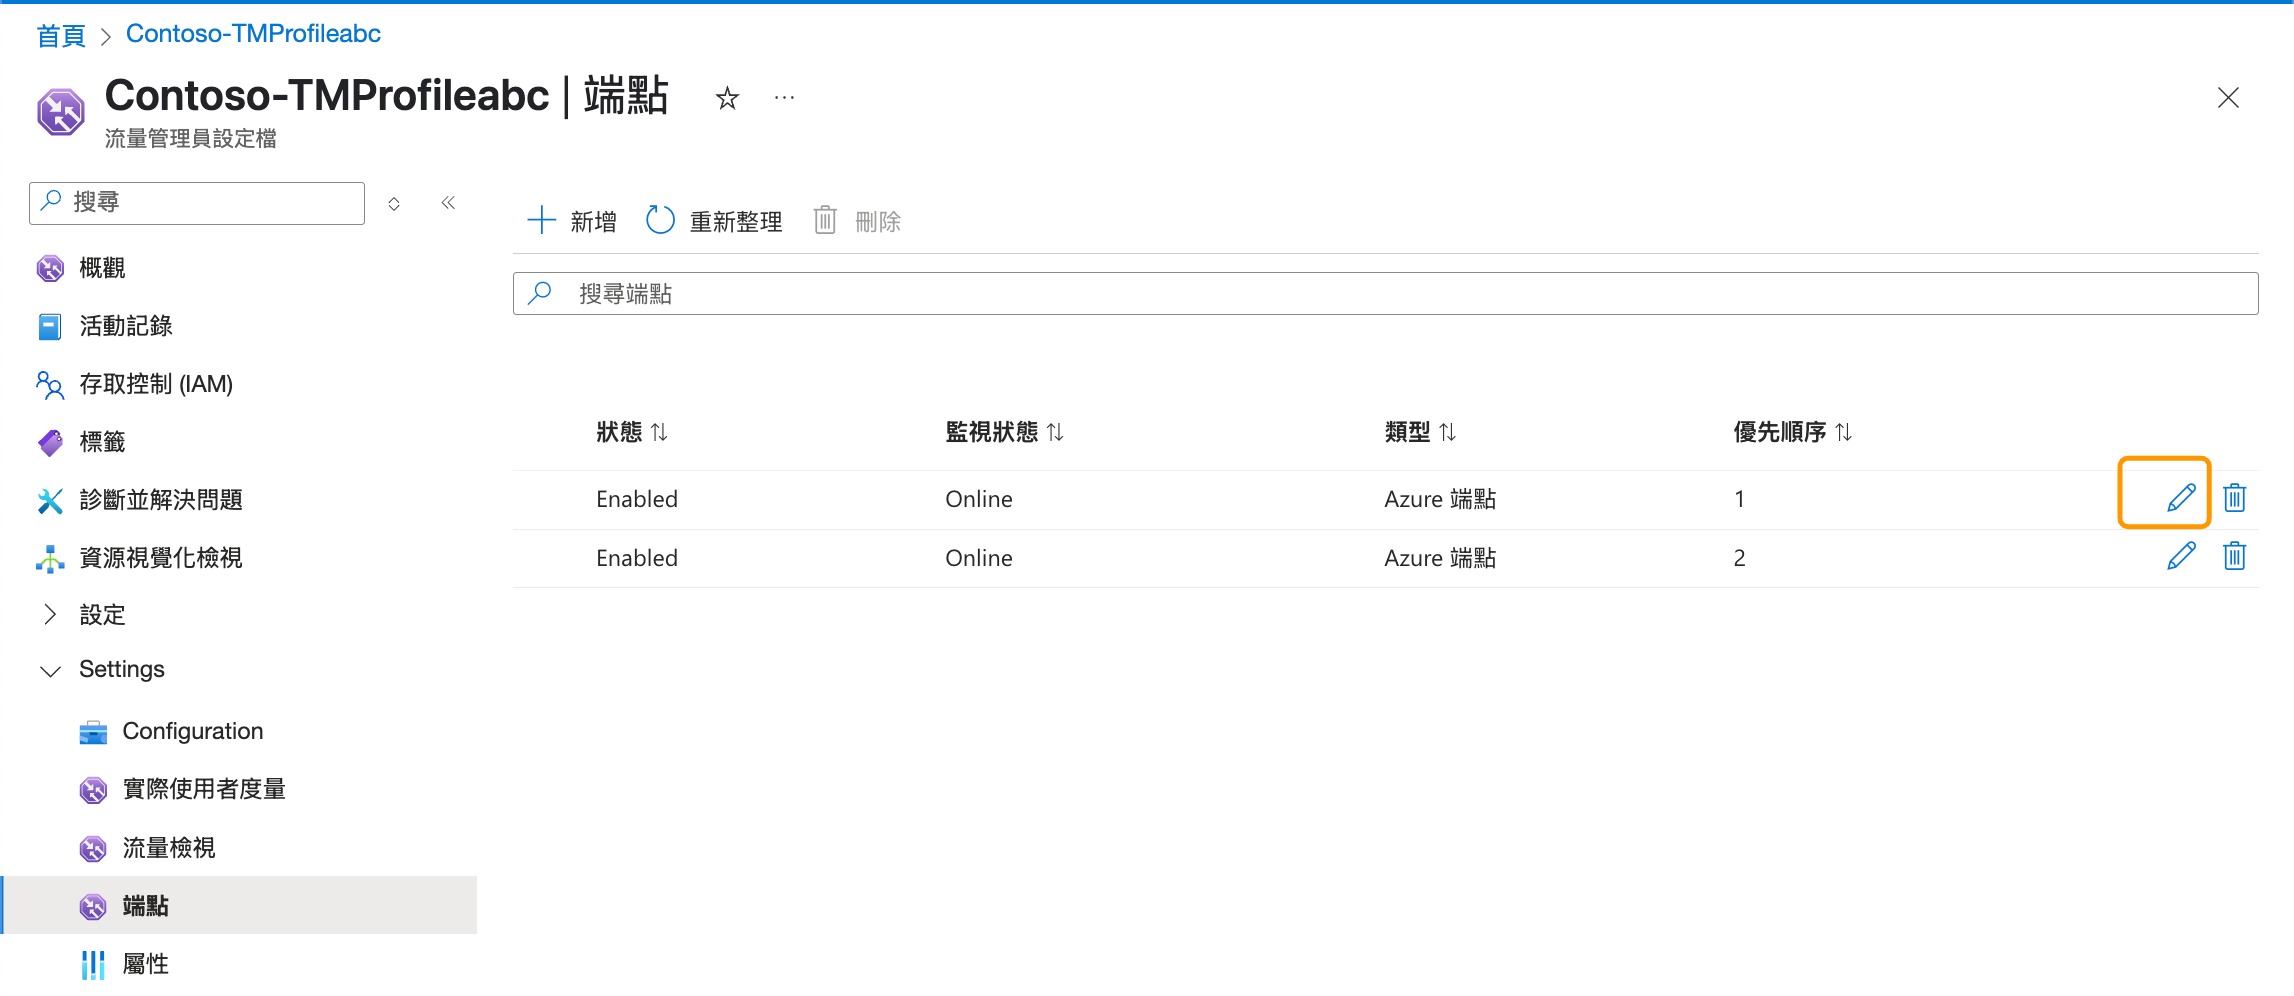 首頁 > Contoso-TMProfileabc
Contoso-TMProfileabc | 端點
流量管理員設定檔
搜尋
新增 重新整理 刪除
搜尋端點
概觀
活動記錄
存取控制 (IAM)
標籤
診斷並解決問題
資源視覺化檢視
設定
Settings
Configuration
實際使用者度量
流量檢視
端點
屬性
狀態 監視狀態 類型 優先順序
Enabled Online Azure 端點 1
Enabled Online Azure 端點 2